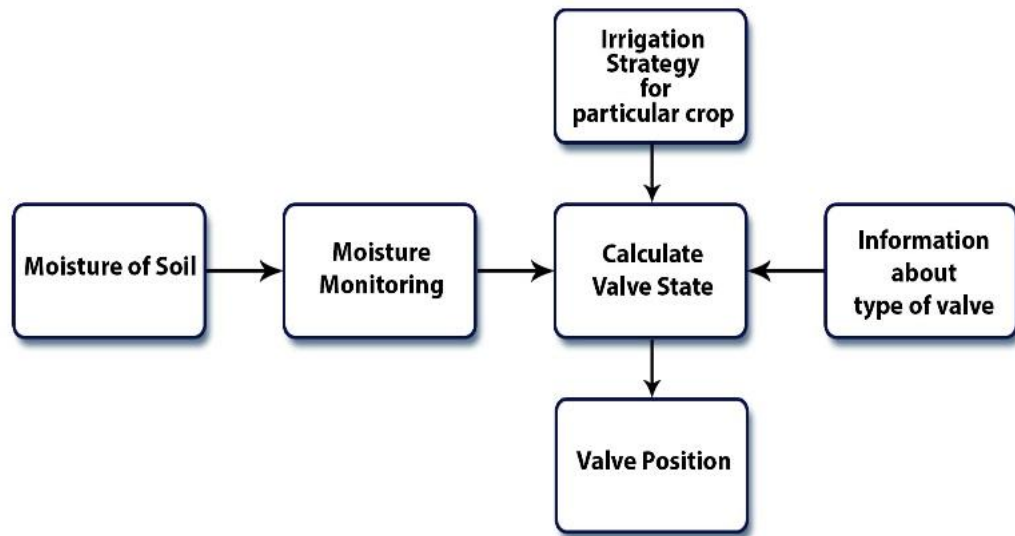 Irrigation
Strategy
for
particular crop
Moisture of Soil
Moisture
Monitoring
Calculate
Valve State
Information
about
type of valve
Valve Position